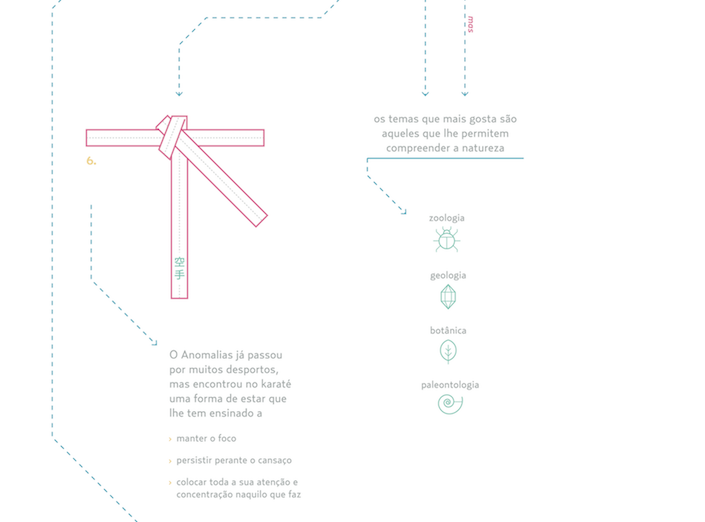 mas
os temas que mais gosta são
aqueles que lhe permitem
compreender a natureza
6.
空
手
zoologia
geologia
botânica
paleontologia
O Anomalias já passou
por muitos desportos,
mas encontrou no karaté
uma forma de estar que
lhe tem ensinado a
› manter o foco
› persistir perante o cansaço
› colocar toda a sua atenção e
concentração naquilo que faz